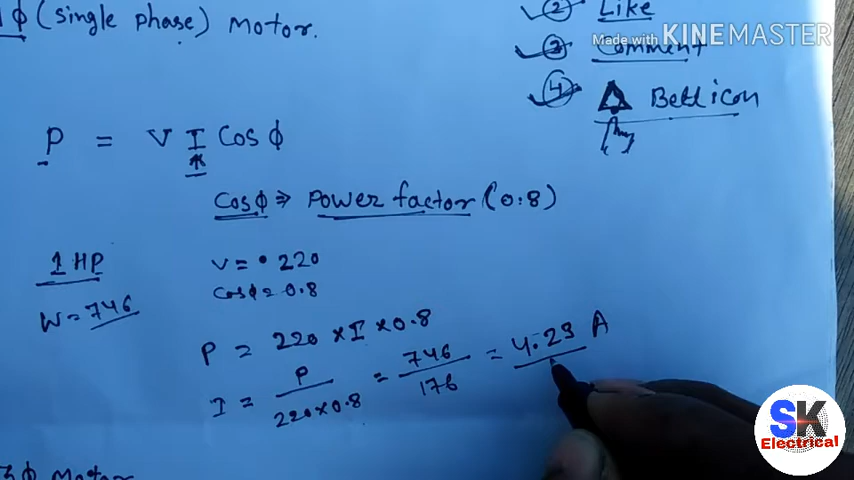 1ϕ (single phase) Motor.
② Like
Made with KINEMASTER
③ Comment
④ Bell icon
P = V I Cos ϕ
Cos ϕ ⇒ Power factor (0.8)
1 HP
W = 746
V = 220
Cos ϕ = 0.8
P = 220 × I × 0.8
I = P / 220 × 0.8 = 746 / 176 = 4.23 A
3ϕ Motor
SK
Electrical